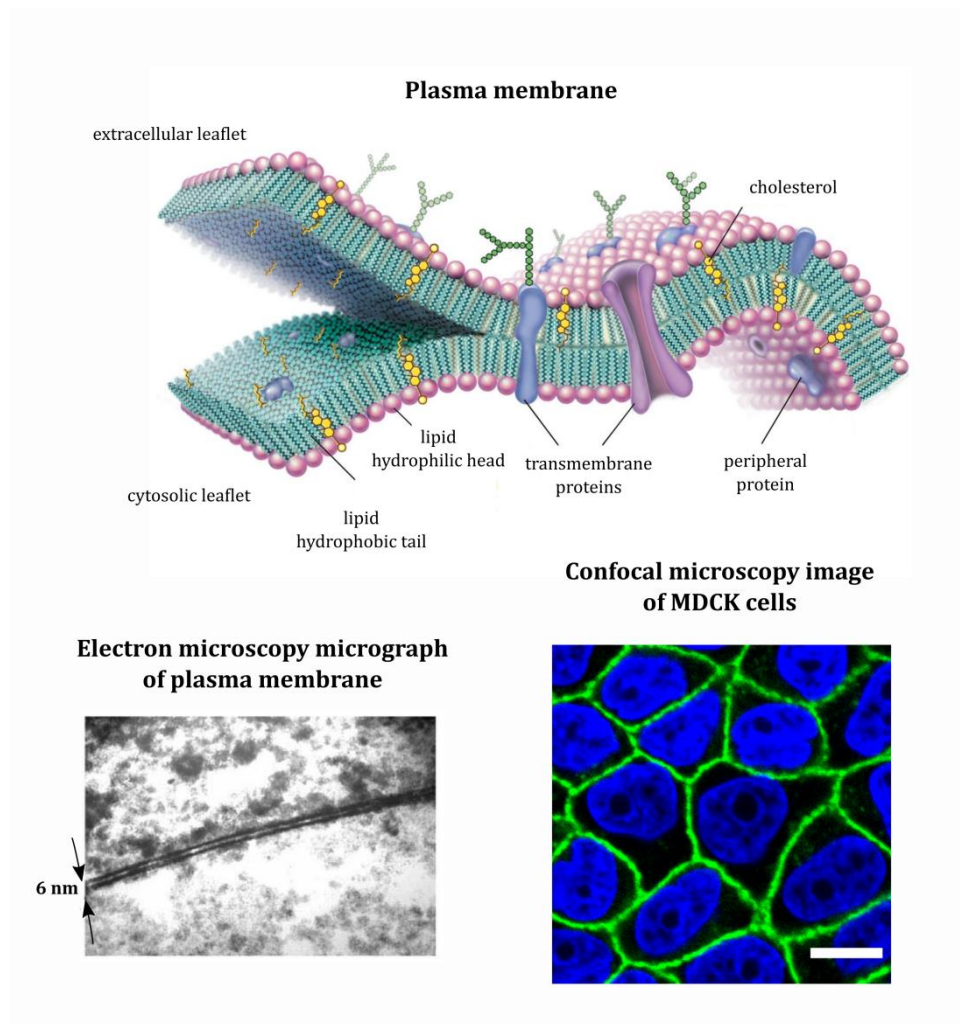 Plasma membrane
extracellular leaflet
cholesterol
lipid
hydrophilic head
transmembrane
proteins
peripheral
protein
cytosolic leaflet
lipid
hydrophobic tail
Confocal microscopy image
of MDCK cells
Electron microscopy micrograph
of plasma membrane
6 nm